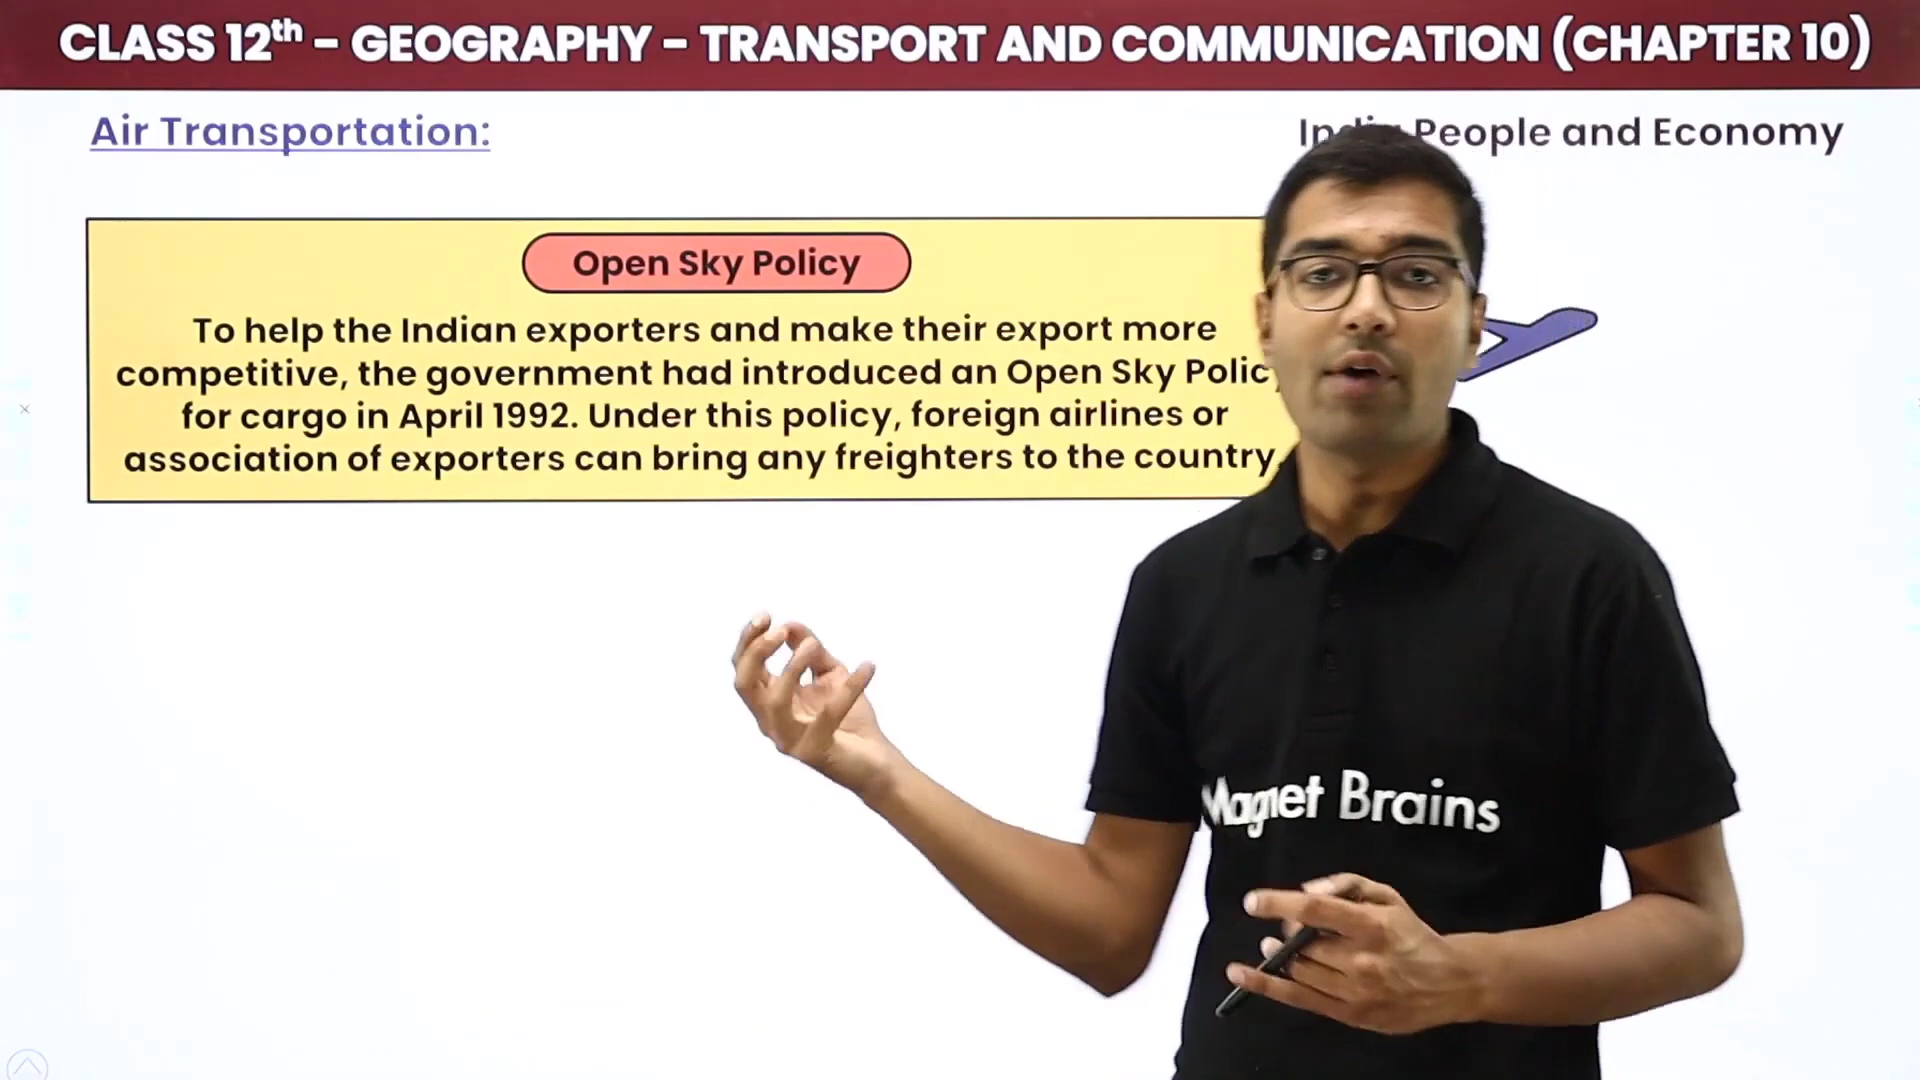 CLASS 12th - GEOGRAPHY - TRANSPORT AND COMMUNICATION (CHAPTER 10)
Air Transportation:
People and Economy
Open Sky Policy
To help the Indian exporters and make their export more
competitive, the government had introduced an Open Sky Policy
for cargo in April 1992. Under this policy, foreign airlines or
association of exporters can bring any freighters to the country
Magnet Brains